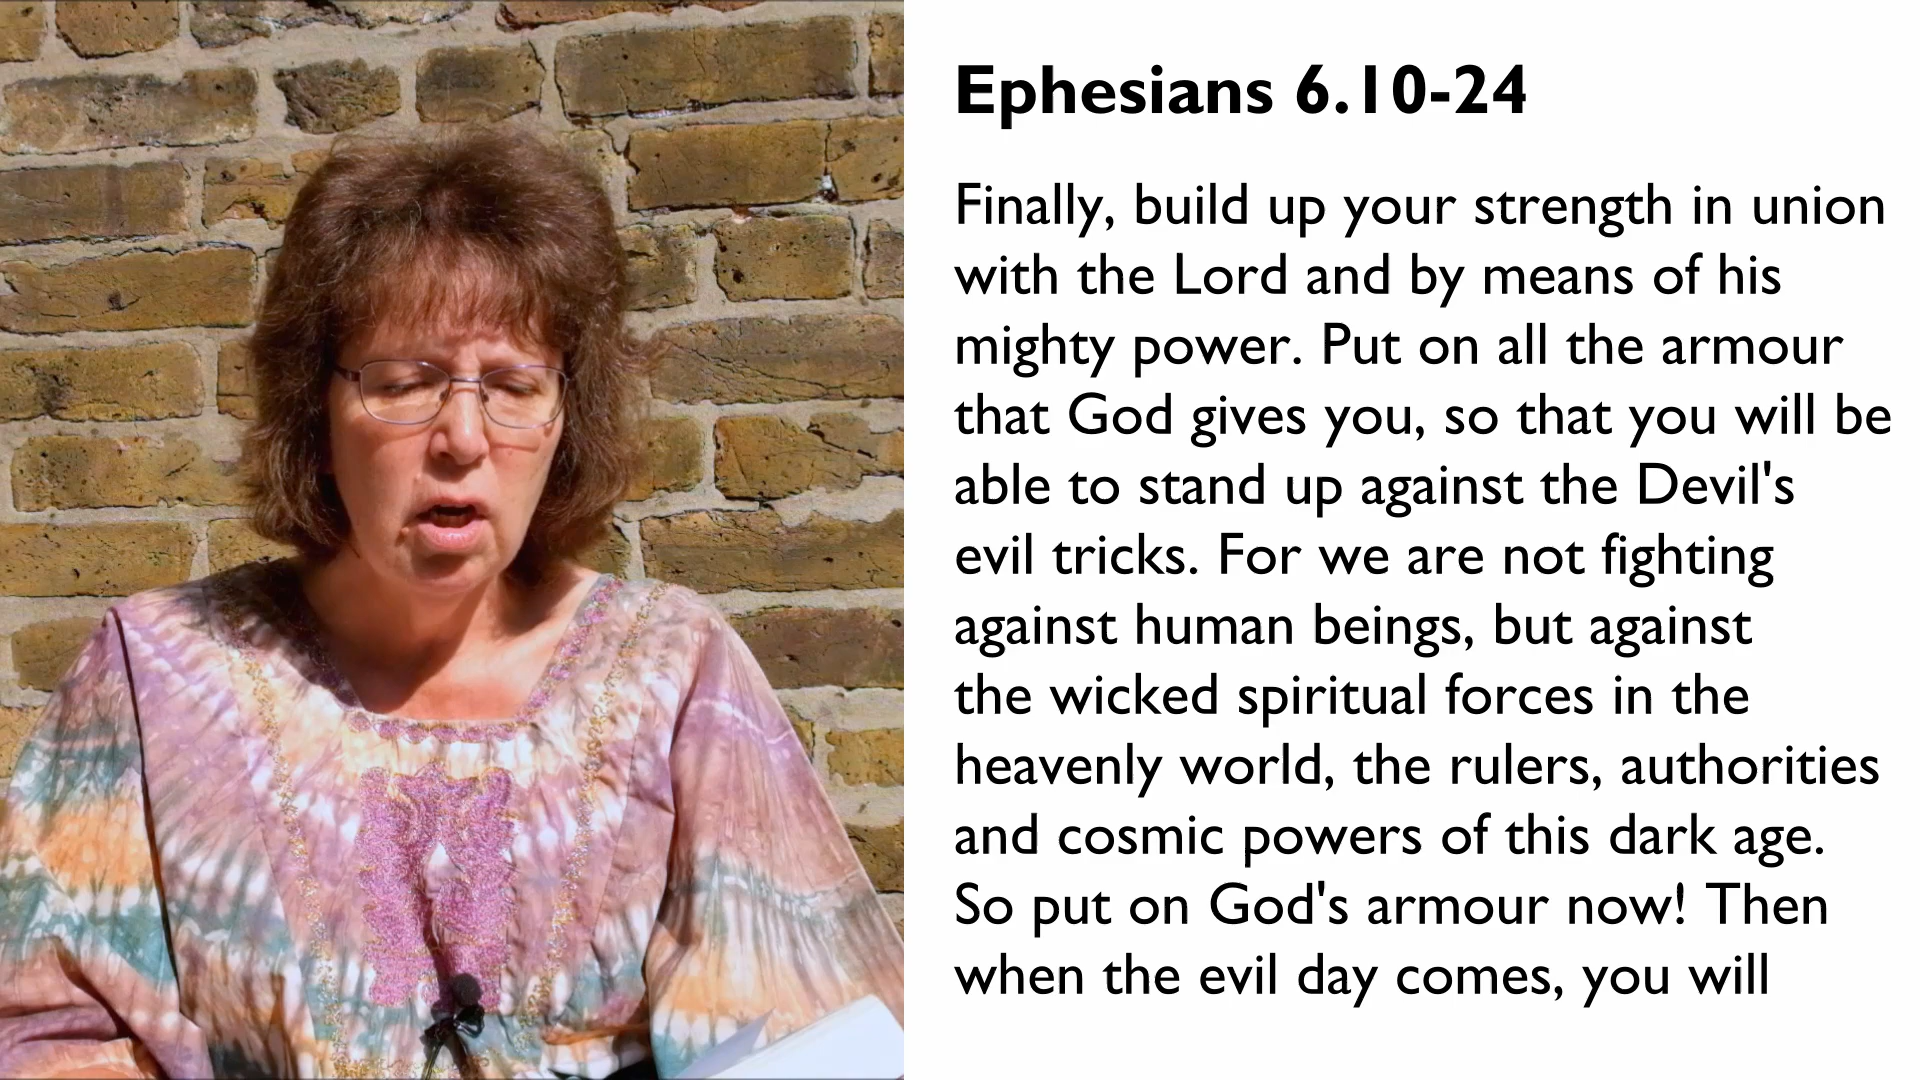 Ephesians 6.10-24
Finally, build up your strength in union
with the Lord and by means of his
mighty power. Put on all the armour
that God gives you, so that you will be
able to stand up against the Devil's
evil tricks. For we are not fighting
against human beings, but against
the wicked spiritual forces in the
heavenly world, the rulers, authorities
and cosmic powers of this dark age.
So put on God's armour now! Then
when the evil day comes, you will